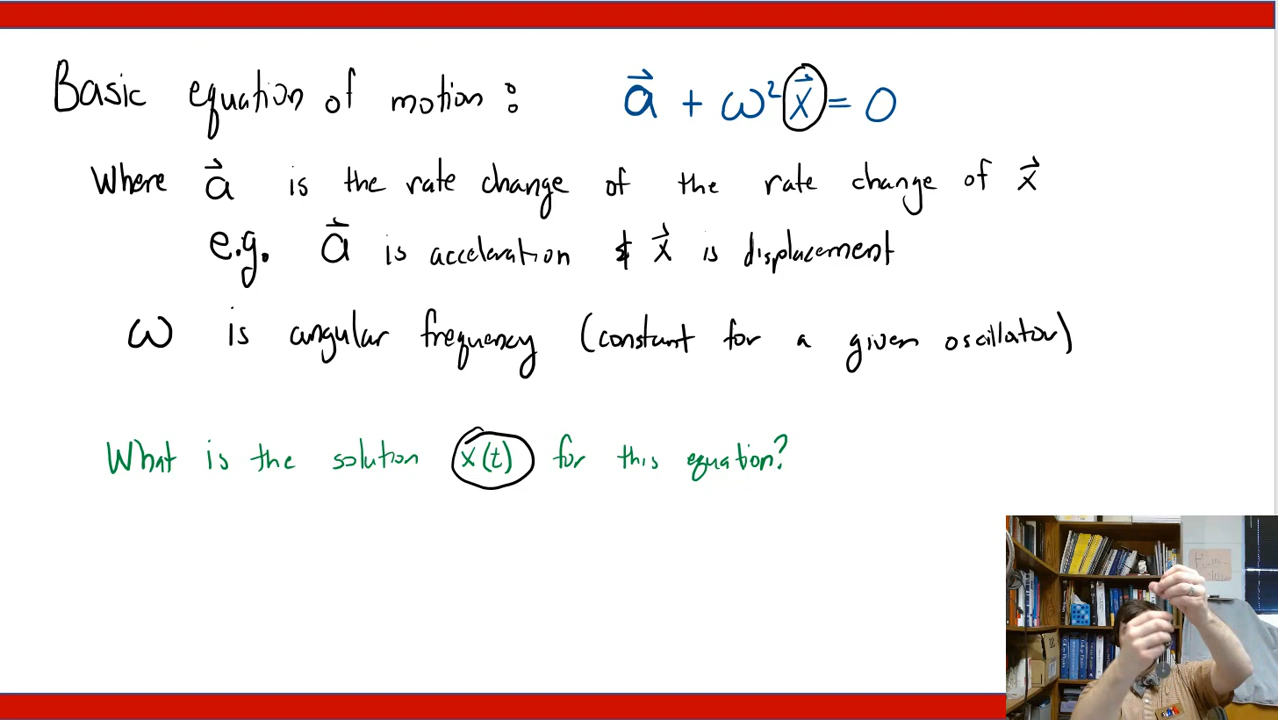 Basic equation of motion: a⃗ + ω² x⃗ = 0
Where a⃗ is the rate change of the rate change of x⃗
e.g. a⃗ is acceleration & x⃗ is displacement
ω is angular frequency (constant for a given oscillator)
What is the solution x(t) for this equation?